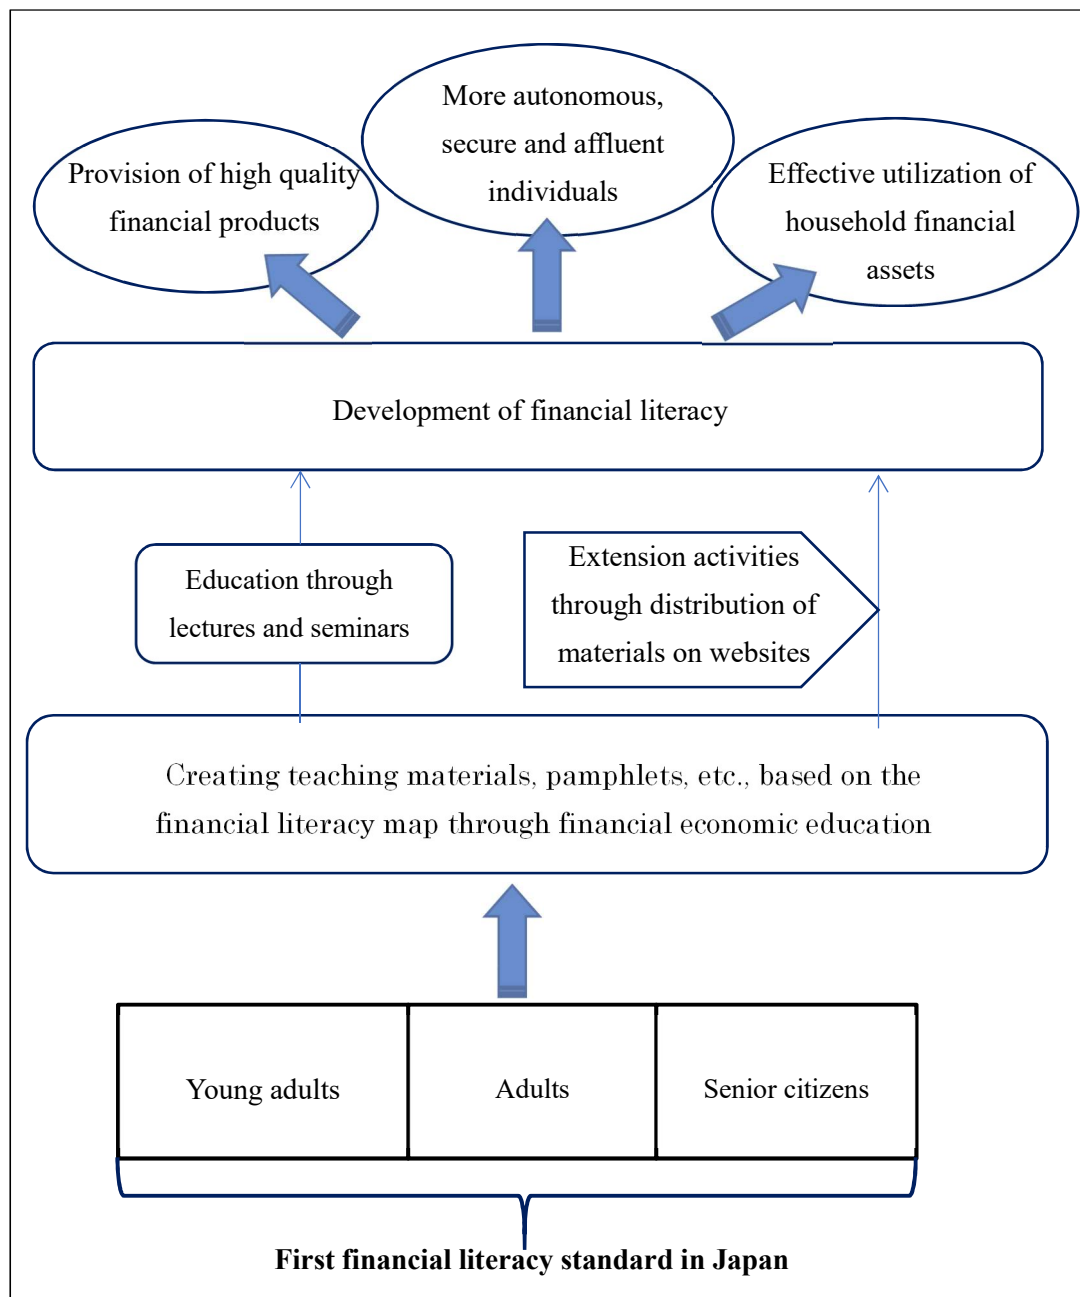 More autonomous,
secure and affluent
individuals
Provision of high quality
financial products
Effective utilization of
household financial
assets
Development of financial literacy
Education through
lectures and seminars
Extension activities
through distribution of
materials on websites
Creating teaching materials, pamphlets, etc., based on the
financial literacy map through financial economic education
Young adults
Adults
Senior citizens
First financial literacy standard in Japan